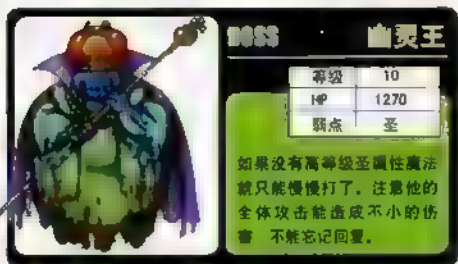 BOSS · 幽灵王
等级 10
HP 1270
弱点 圣
如果没有高等级圣属性魔法
就只能慢慢打了。注意他的
全体攻击能造成不小的伤
害 不能忘记回复。